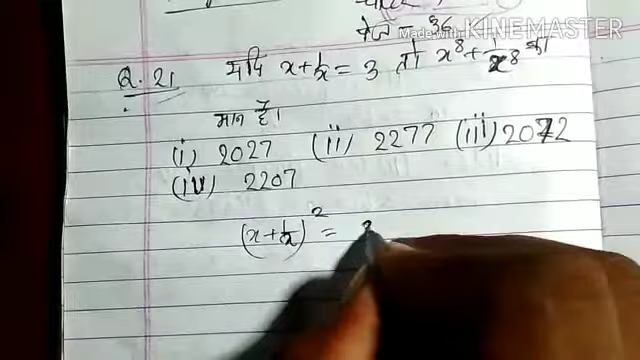 पेज - 36
Made with KINEMASTER
Q. 21 यदि x + 1/x = 3 तो x⁸ + 1/x⁸ का
मान है।
(i) 2027 (ii) 2277 (iii) 2072
(iv) 2207
(x + 1/x)² =